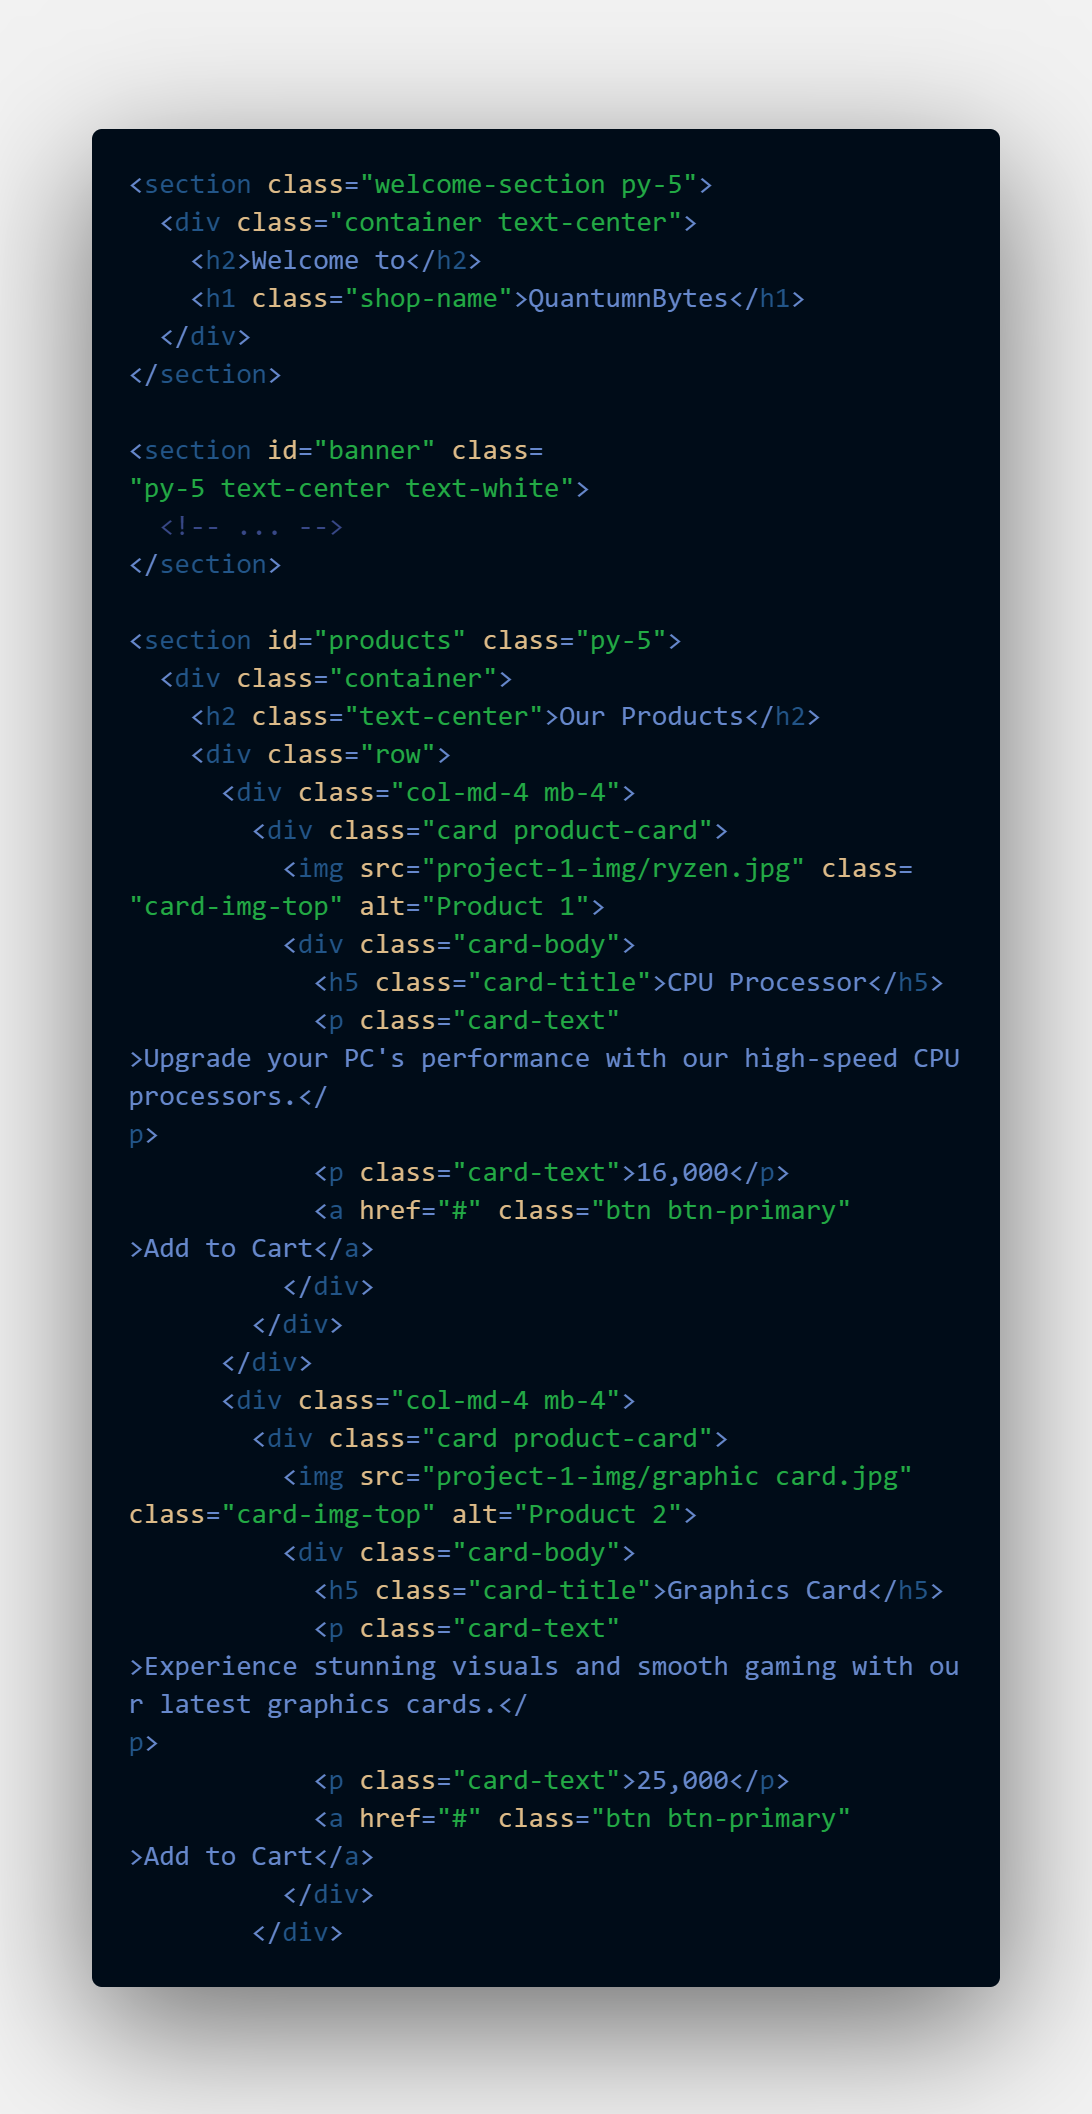 <section class="welcome-section py-5">
  <div class="container text-center">
    <h2>Welcome to</h2>
    <h1 class="shop-name">QuantumnBytes</h1>
  </div>
</section>

<section id="banner" class=
"py-5 text-center text-white">
  <!-- ... -->
</section>

<section id="products" class="py-5">
  <div class="container">
    <h2 class="text-center">Our Products</h2>
    <div class="row">
      <div class="col-md-4 mb-4">
        <div class="card product-card">
          <img src="project-1-img/ryzen.jpg" class=
"card-img-top" alt="Product 1">
          <div class="card-body">
            <h5 class="card-title">CPU Processor</h5>
            <p class="card-text"
>Upgrade your PC's performance with our high-speed CPU
processors.</
p>
            <p class="card-text">16,000</p>
            <a href="#" class="btn btn-primary"
>Add to Cart</a>
          </div>
        </div>
      </div>
      <div class="col-md-4 mb-4">
        <div class="card product-card">
          <img src="project-1-img/graphic card.jpg"
class="card-img-top" alt="Product 2">
          <div class="card-body">
            <h5 class="card-title">Graphics Card</h5>
            <p class="card-text"
>Experience stunning visuals and smooth gaming with ou
r latest graphics cards.</
p>
            <p class="card-text">25,000</p>
            <a href="#" class="btn btn-primary"
>Add to Cart</a>
          </div>
        </div>